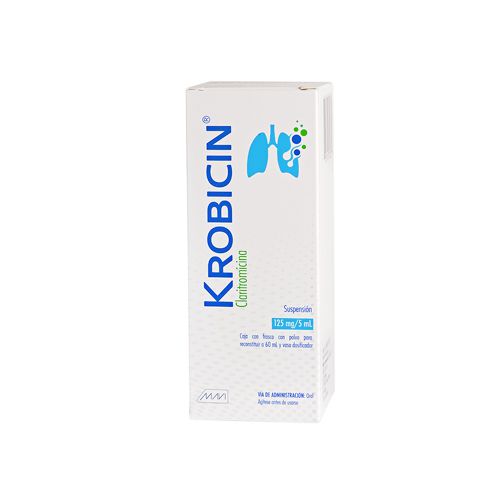 KROBICIN®
Claritromicina
Suspensión
125 mg/5 mL
Caja con frasco con polvo para
reconstituir a 60 mL y vaso dosificador
VÍA DE ADMINISTRACIÓN: Oral
Agítese antes de usarse
MAVI